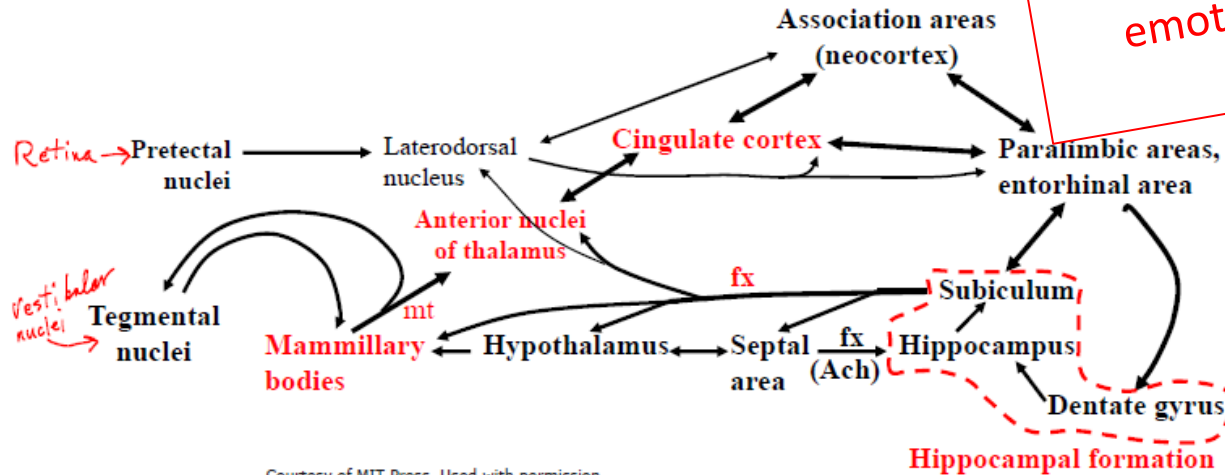 Association areas
(neocortex)
emot
Retina
Pretectal
nuclei
Laterodorsal
nucleus
Cingulate cortex
Paralimbic areas,
entorhinal area
Anterior nuclei
of thalamus
Vestibular
nuclei
Tegmental
nuclei
mt
fx
Subiculum
Mammillary
bodies
Hypothalamus
Septal
area
fx
(Ach)
Hippocampus
Dentate gyrus
Hippocampal formation
Courtesy of MIT Press. Used with permission.